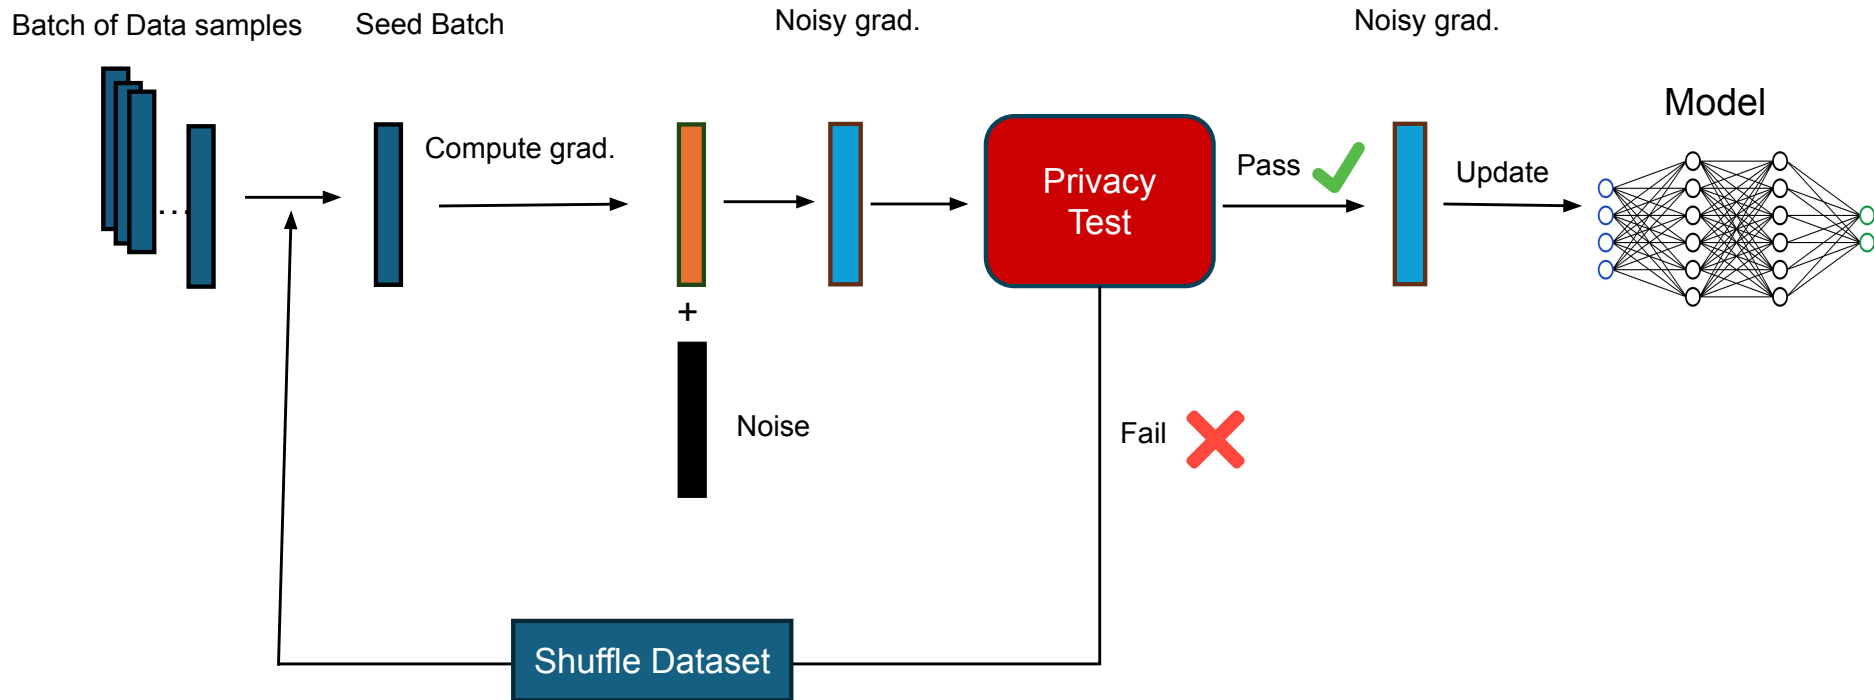 Batch of Data samples
Seed Batch
Noisy grad.
Noisy grad.
Model
Compute grad.
Privacy
Test
Pass
Update
...
+
Noise
Fail
Shuffle Dataset